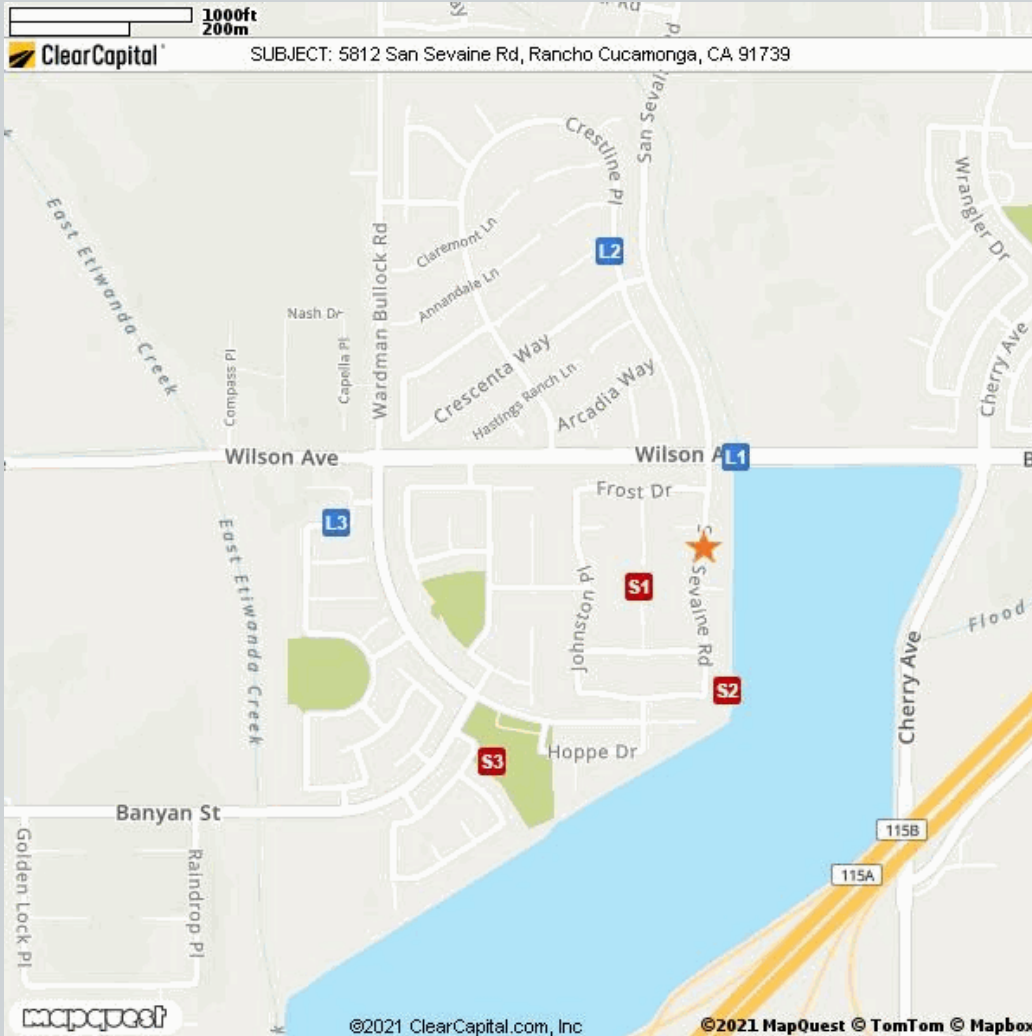 1000ft
200m
ClearCapital
SUBJECT: 5812 San Sevaine Rd, Rancho Cucamonga, CA 91739
Rd
Crestline Pl
San Sevai
Wrangler Dr
East Etiwanda Creek
Wardman Bullock Rd
Claremont Ln
L2
Annandale Ln
Nash Dr
Compass Pl
Capella Pl
Crescenta Way
Hastings Ranch Ln
Arcadia Way
Cherry Ave
Wilson Ave
Wilson A
L1
B
Frost Dr
L3
S
Sevaine Rd
East Etiwanda Creek
Johnston Pl
S1
Flood
S2
Cherry Ave
S3
Hoppe Dr
Banyan St
115B
115A
Golden Lock Pl
Raindrop Pl
mapquest
©2021 ClearCapital.com, Inc
©2021 MapQuest © TomTom © Mapbox